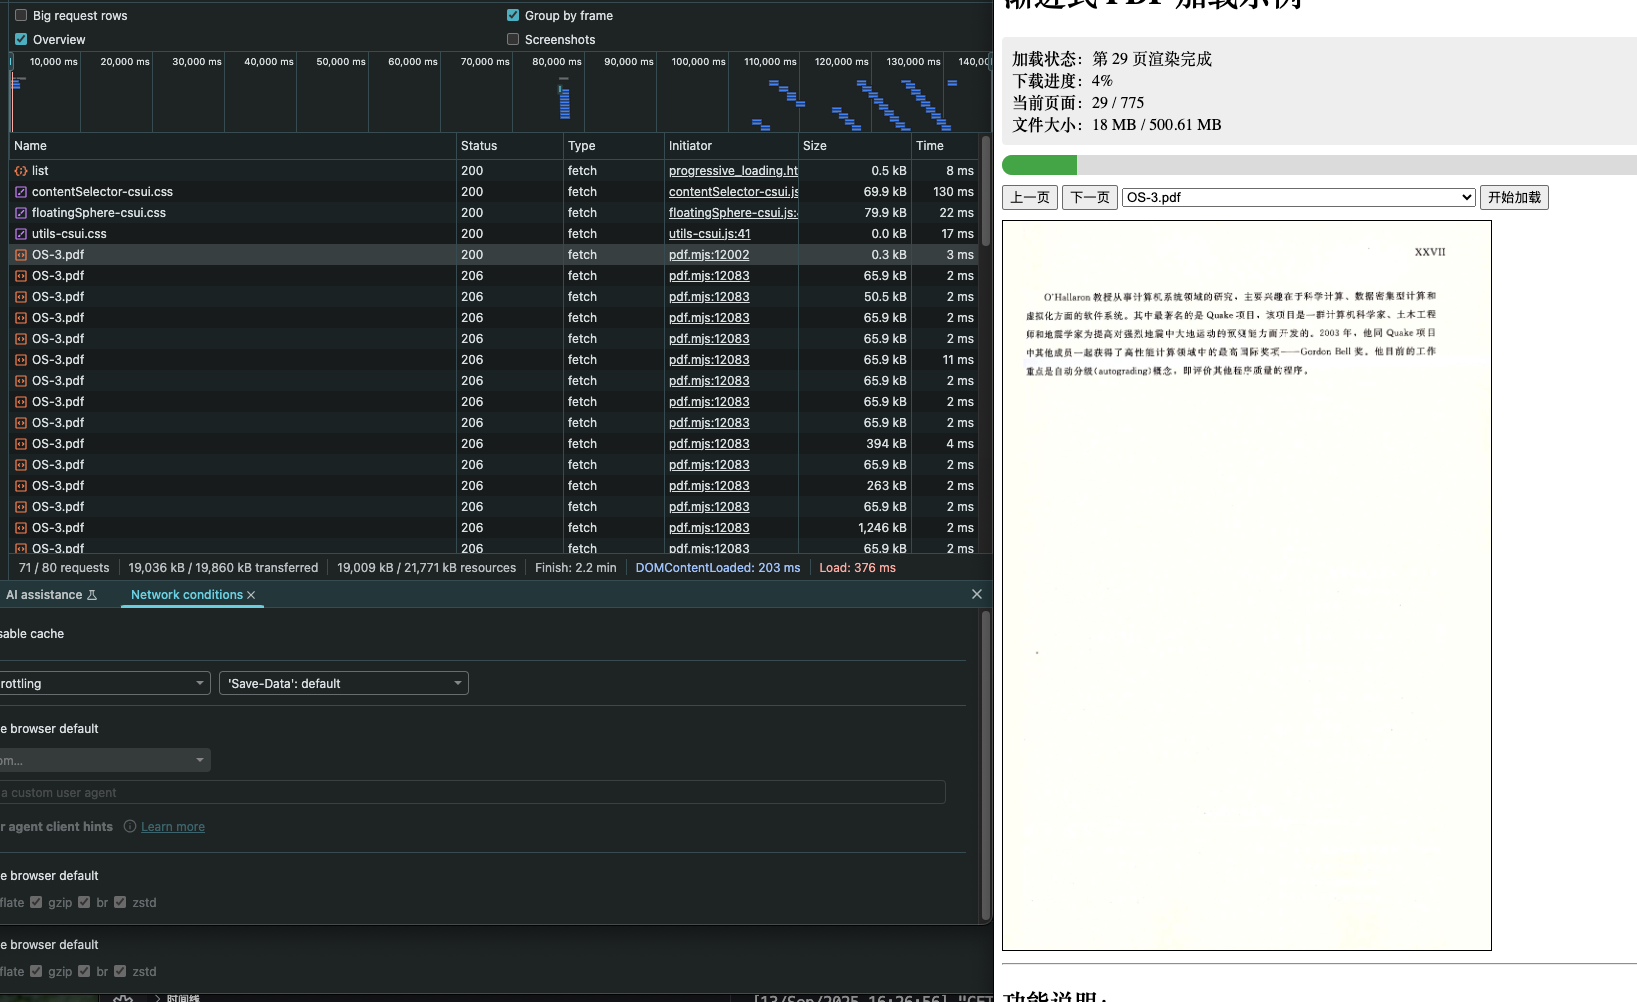 Big request rows
Group by frame
Overview
Screenshots
10,000 ms 20,000 ms 30,000 ms 40,000 ms 50,000 ms 60,000 ms 70,000 ms 80,000 ms 90,000 ms 100,000 ms 110,000 ms 120,000 ms 130,000 ms 140,00
Name Status Type Initiator Size Time
list 200 fetch progressive_loading.ht 0.5 kB 8 ms
contentSelector-csui.css 200 fetch contentSelector-csui.js 69.9 kB 130 ms
floatingSphere-csui.css 200 fetch floatingSphere-csui.js: 79.9 kB 22 ms
utils-csui.css 200 fetch utils-csui.js:41 0.0 kB 17 ms
OS-3.pdf 200 fetch pdf.mjs:12002 0.3 kB 3 ms
OS-3.pdf 206 fetch pdf.mjs:12083 65.9 kB 2 ms
OS-3.pdf 206 fetch pdf.mjs:12083 50.5 kB 2 ms
OS-3.pdf 206 fetch pdf.mjs:12083 65.9 kB 2 ms
OS-3.pdf 206 fetch pdf.mjs:12083 65.9 kB 2 ms
OS-3.pdf 206 fetch pdf.mjs:12083 65.9 kB 11 ms
OS-3.pdf 206 fetch pdf.mjs:12083 65.9 kB 2 ms
OS-3.pdf 206 fetch pdf.mjs:12083 65.9 kB 2 ms
OS-3.pdf 206 fetch pdf.mjs:12083 65.9 kB 2 ms
OS-3.pdf 206 fetch pdf.mjs:12083 394 kB 4 ms
OS-3.pdf 206 fetch pdf.mjs:12083 65.9 kB 2 ms
OS-3.pdf 206 fetch pdf.mjs:12083 263 kB 2 ms
OS-3.pdf 206 fetch pdf.mjs:12083 65.9 kB 2 ms
OS-3.pdf 206 fetch pdf.mjs:12083 1,246 kB 2 ms
OS-3.pdf 206 fetch pdf.mjs:12083 65.9 kB 2 ms
71 / 80 requests 19,036 kB / 19,860 kB transferred 19,009 kB / 21,771 kB resources Finish: 2.2 min DOMContentLoaded: 203 ms Load: 376 ms
AI assistance Network conditions
sable cache
rottling 'Save-Data': default
e browser default
om...
a custom user agent
r agent client hints Learn more
e browser default
flate gzip br zstd
e browser default
flate gzip br zstd
时间线
[13/Sep/2025 16:26:56] "GET
渐进式 PDF 加载示例
加载状态：第 29 页渲染完成
下载进度：4%
当前页面：29 / 775
文件大小：18 MB / 500.61 MB
上一页 下一页 OS-3.pdf 开始加载
XXVII
O'Hallaron 教授从事计算机系统领域的研究，主要兴趣在于科学计算、数据密集型计算和
虚拟化方面的软件系统。其中最著名的是 Quake 项目，该项目是一群计算机科学家、土木工程
师和地震学家为提高对强烈地震中大地运动的预测能力而开发的。2003 年，他同 Quake 项目
中其他成员一起获得了高性能计算领域中的最高国际奖项——Gordon Bell 奖。他目前的工作
重点是自动分级(autograding)概念，即评价其他程序质量的程序。
功能说明：